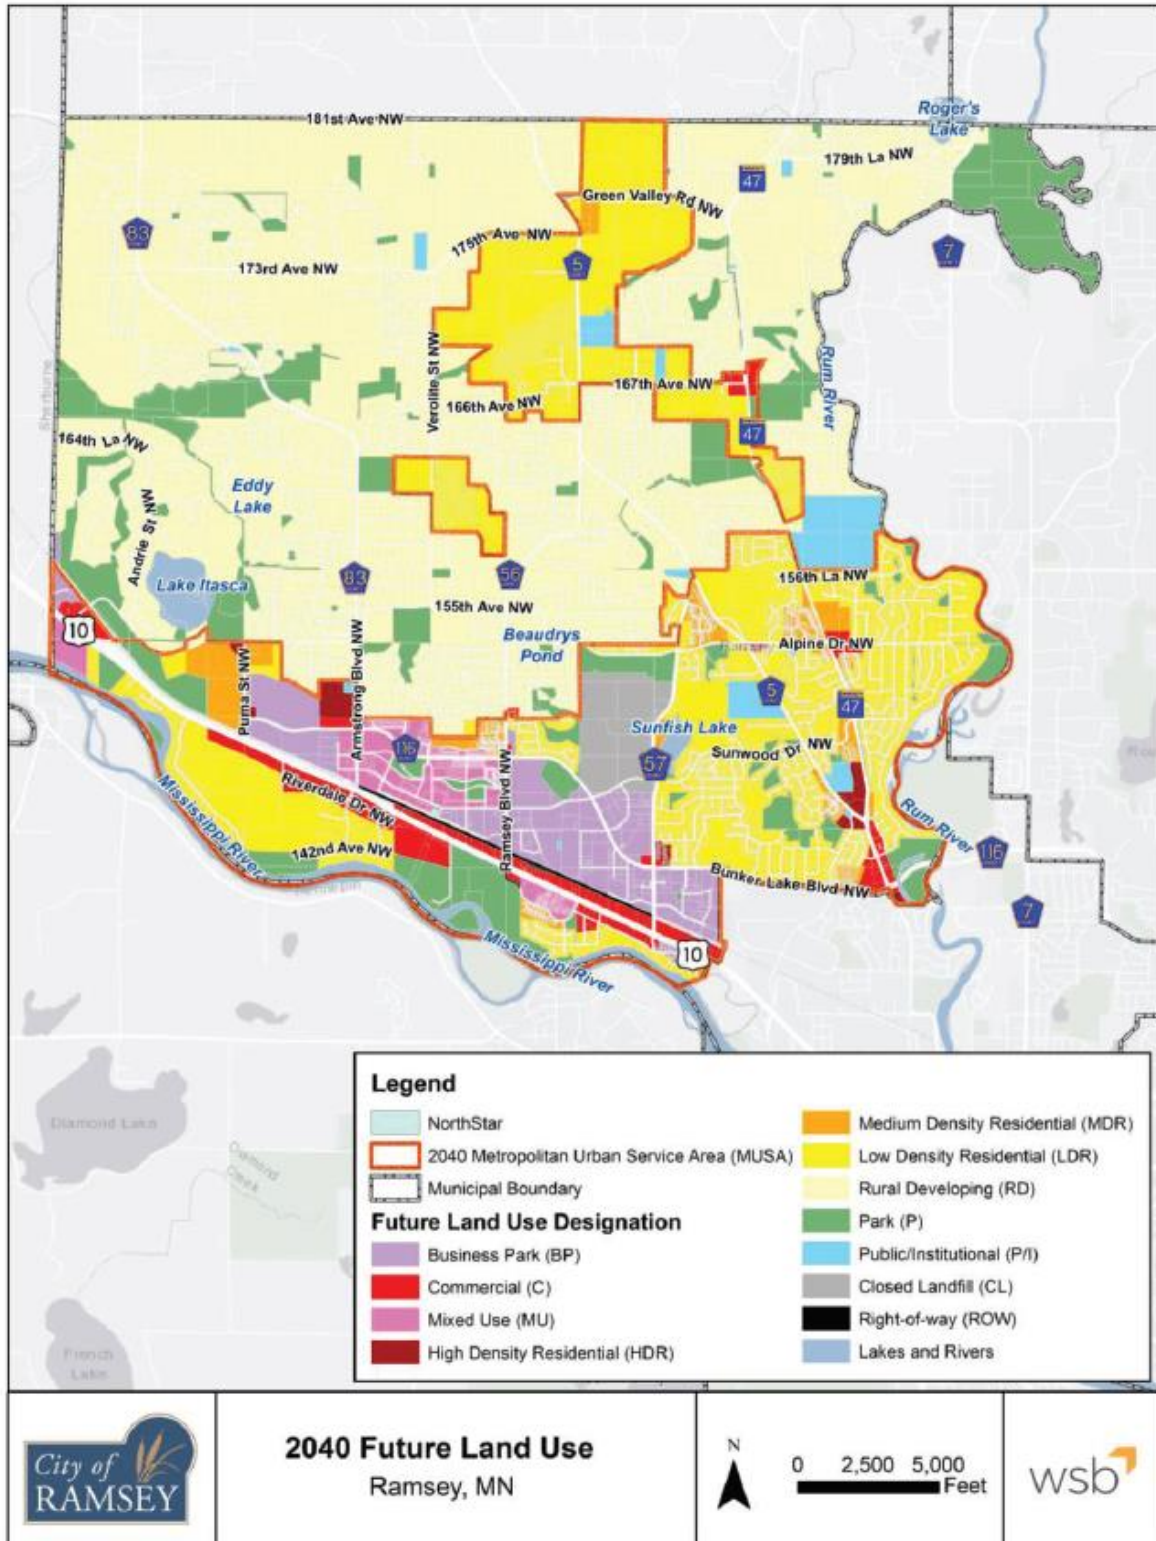 Roger's
Lake
181st Ave NW
179th La NW
47
Green Valley Rd NW
83
175th Ave NW
7
5
173rd Ave NW
Sherburne
Verolite St NW
Rum River
167th Ave NW
166th Ave NW
47
164th La NW
Eddy
Lake
Andrie St NW
Lake Itasca
83
56
156th La NW
155th Ave NW
10
Beaudrys
Pond
Alpine Dr NW
Puma St NW
Armstrong Blvd NW
5
47
Sunfish Lake
116
Sunwood Dr NW
57
Ramsey Blvd NW
Riverdale Dr NW
Mississippi River
Rum River
142nd Ave NW
116
Bunker Lake Blvd NW
7
10
Mississippi River
Diamond Lake
Diamond
Creek
French
Lake
Legend
NorthStar
2040 Metropolitan Urban Service Area (MUSA)
Municipal Boundary
Future Land Use Designation
Business Park (BP)
Commercial (C)
Mixed Use (MU)
High Density Residential (HDR)
Medium Density Residential (MDR)
Low Density Residential (LDR)
Rural Developing (RD)
Park (P)
Public/Institutional (P/I)
Closed Landfill (CL)
Right-of-way (ROW)
Lakes and Rivers
City of
RAMSEY
2040 Future Land Use
Ramsey, MN
N
0 2,500 5,000
Feet
wsb